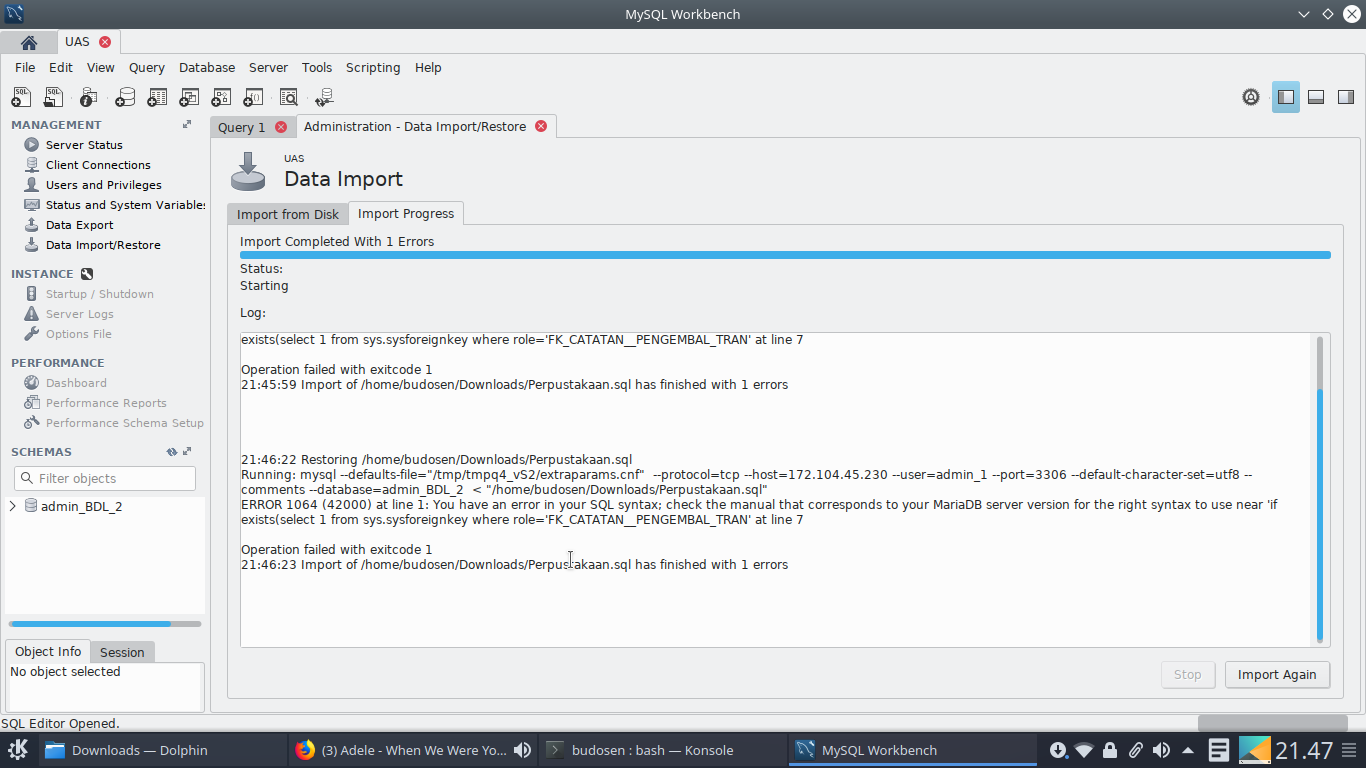 MySQL Workbench
UAS
File Edit View Query Database Server Tools Scripting Help
MANAGEMENT
Server Status
Client Connections
Users and Privileges
Status and System Variable
Data Export
Data Import/Restore
INSTANCE
Startup / Shutdown
Server Logs
Options File
PERFORMANCE
Dashboard
Performance Reports
Performance Schema Setup
SCHEMAS
Filter objects
admin_BDL_2
Object Info Session
No object selected
Query 1 Administration - Data Import/Restore
UAS
Data Import
Import from Disk Import Progress
Import Completed With 1 Errors
Status:
Starting
Log:
exists(select 1 from sys.sysforeignkey where role='FK_CATATAN__PENGEMBAL_TRAN' at line 7
Operation failed with exitcode 1
21:45:59 Import of /home/budosen/Downloads/Perpustakaan.sql has finished with 1 errors
21:46:22 Restoring /home/budosen/Downloads/Perpustakaan.sql
Running: mysql --defaults-file="/tmp/tmpq4_vS2/extraparams.cnf"  --protocol=tcp --host=172.104.45.230 --user=admin_1 --port=3306 --default-character-set=utf8 --
comments --database=admin_BDL_2  < "/home/budosen/Downloads/Perpustakaan.sql"
ERROR 1064 (42000) at line 1: You have an error in your SQL syntax; check the manual that corresponds to your MariaDB server version for the right syntax to use near 'if
exists(select 1 from sys.sysforeignkey where role='FK_CATATAN__PENGEMBAL_TRAN' at line 7
Operation failed with exitcode 1
21:46:23 Import of /home/budosen/Downloads/Perpustakaan.sql has finished with 1 errors
Stop Import Again
SQL Editor Opened.
Downloads — Dolphin
(3) Adele - When We Were Yo...
budosen : bash — Konsole
MySQL Workbench
21.47